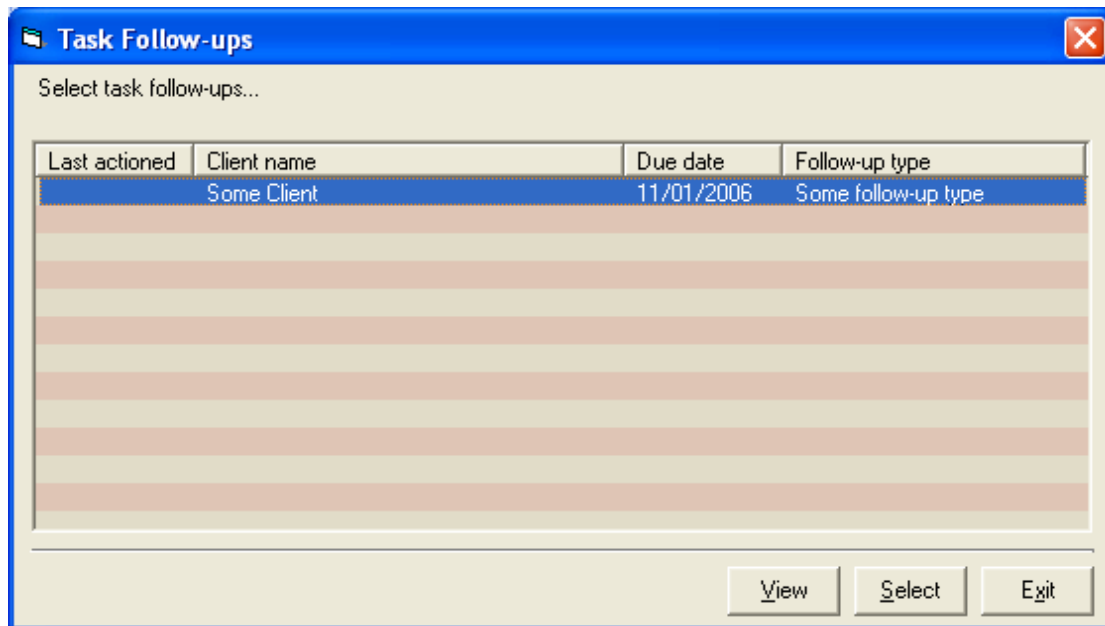 Task Follow-ups
Select task follow-ups...
Last actioned Client name Due date Follow-up type
Some Client 11/01/2006 Some follow-up type
View Select Exit